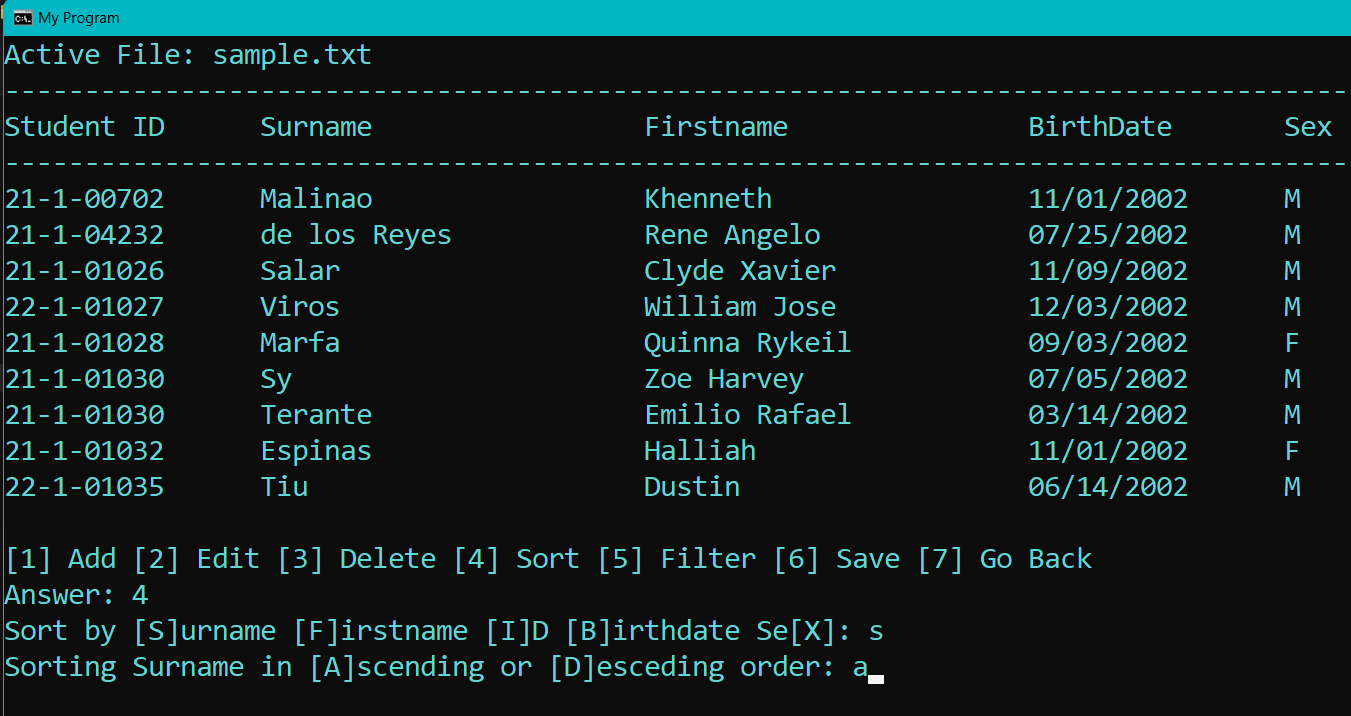 My Program
Active File: sample.txt
------------------------------------------------------------------------------------
Student ID      Surname                 Firstname               BirthDate       Sex
------------------------------------------------------------------------------------
21-1-00702      Malinao                 Khenneth                11/01/2002      M
21-1-04232      de los Reyes            Rene Angelo             07/25/2002      M
21-1-01026      Salar                   Clyde Xavier            11/09/2002      M
22-1-01027      Viros                   William Jose            12/03/2002      M
21-1-01028      Marfa                   Quinna Rykeil           09/03/2002      F
21-1-01030      Sy                      Zoe Harvey              07/05/2002      M
21-1-01030      Terante                 Emilio Rafael           03/14/2002      M
21-1-01032      Espinas                 Halliah                 11/01/2002      F
22-1-01035      Tiu                     Dustin                  06/14/2002      M
[1] Add [2] Edit [3] Delete [4] Sort [5] Filter [6] Save [7] Go Back
Answer: 4
Sort by [S]urname [F]irstname [I]D [B]irthdate Se[X]: s
Sorting Surname in [A]scending or [D]esceding order: a